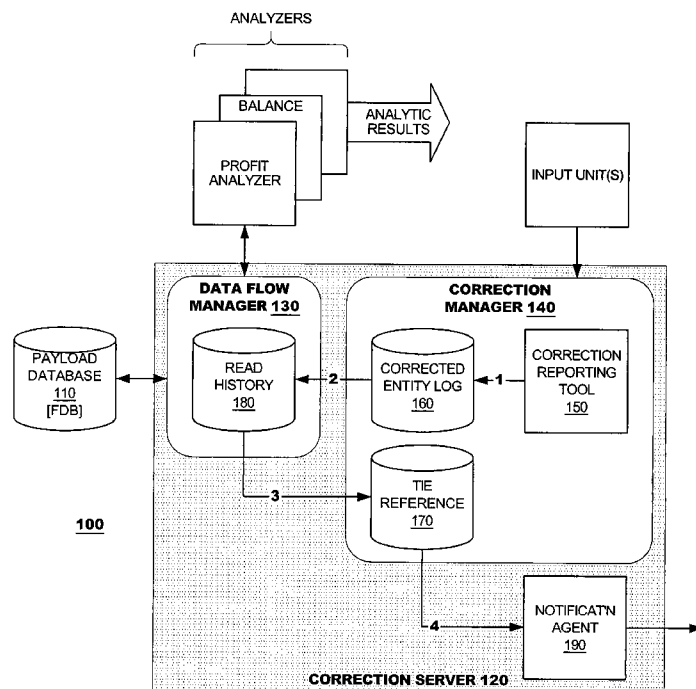 ANALYZERS
BALANCE
ANALYTIC
RESULTS
PROFIT
ANALYZER
INPUT UNIT(S)
DATA FLOW
MANAGER 130
CORRECTION
MANAGER 140
PAYLOAD
DATABASE
110
[FDB]
READ
HISTORY
180
2
CORRECTED
ENTITY LOG
160
1
CORRECTION
REPORTING
TOOL
150
3
TIE
REFERENCE
170
100
4
NOTIFICAT'N
AGENT
190
CORRECTION SERVER 120